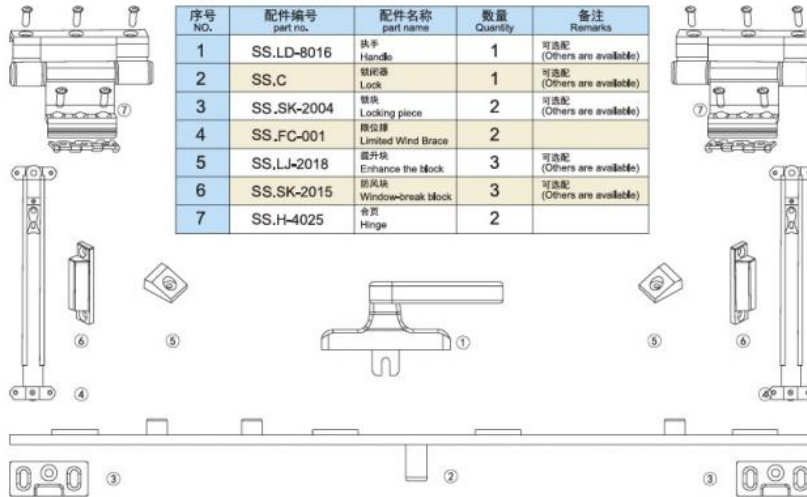 序号 配件编号 配件名称 数量 备注
NO. part no. part name Quantity Remarks
1 SS.LD-8016 执手 1 可选配
Handle (Others are available)
2 SS.C 锁闭器 1 可选配
Lock (Others are available)
3 SS.SK-2004 锁块 2 可选配
Locking piece (Others are available)
4 SS.FC-001 限位撑 2
Limited Wind Brace
5 SS.LJ-2018 提升块 3 可选配
Enhance the block (Others are available)
6 SS.SK-2015 防风块 3 可选配
Window-break block (Others are available)
7 SS.H-4025 合页 2
Hinge
⑦ ⑦
⑥ ⑤ ① ⑤ ⑥
④ ④
③ ② ③